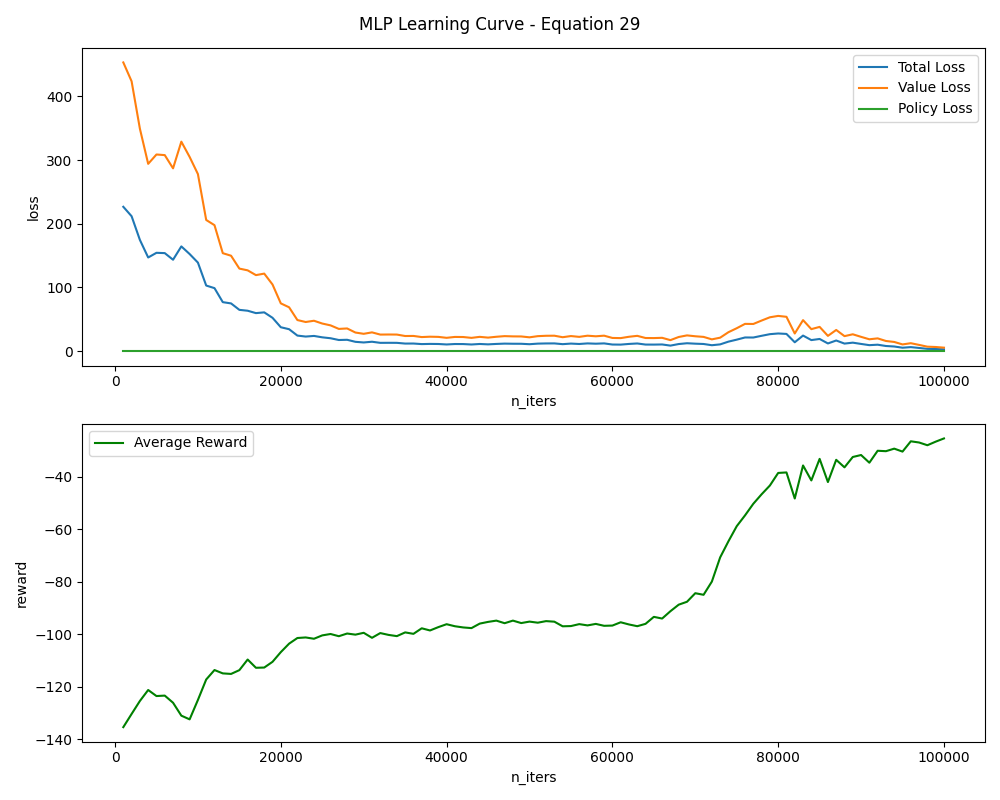 MLP Learning Curve - Equation 29
Total Loss
Value Loss
Policy Loss
loss
400
300
200
100
0
0 20000 40000 60000 80000 100000
n_iters
Average Reward
reward
−40
−60
−80
−100
−120
−140
0 20000 40000 60000 80000 100000
n_iters